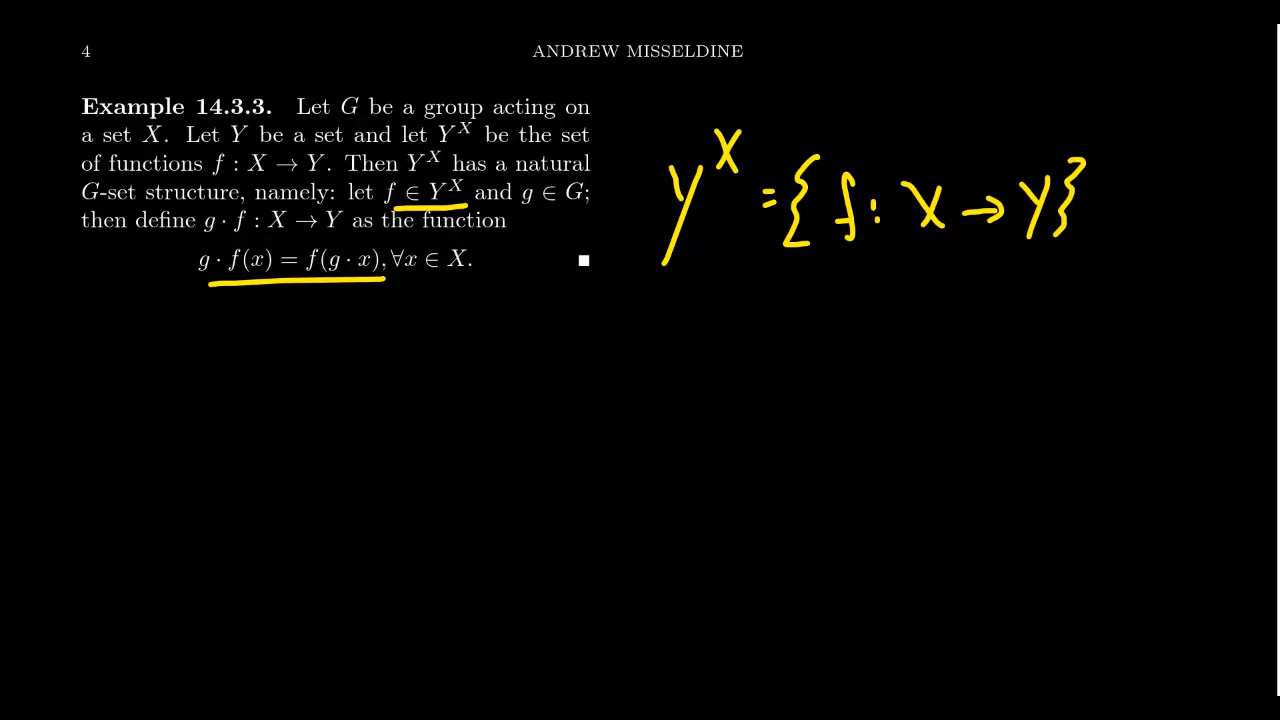 4 ANDREW MISSELDINE
Example 14.3.3. Let G be a group acting on
a set X. Let Y be a set and let Y^X be the set
of functions f : X → Y. Then Y^X has a natural
G-set structure, namely: let f ∈ Y^X and g ∈ G;
then define g · f : X → Y as the function
g · f(x) = f(g · x), ∀x ∈ X. ■
Y^X = {f: X → Y}